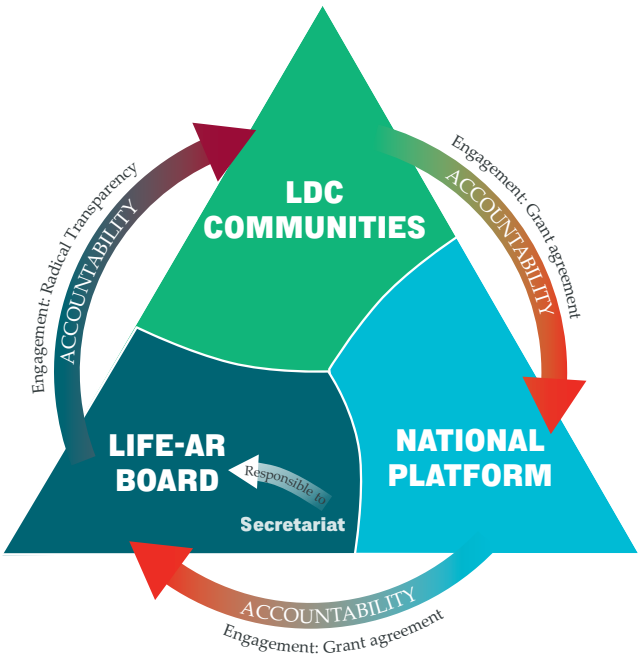 LDC
COMMUNITIES
Engagement: Radical Transparency
ACCOUNTABILITY
Engagement: Grant agreement
ACCOUNTABILITY
LIFE-AR
BOARD
Responsible to
Secretariat
NATIONAL
PLATFORM
ACCOUNTABILITY
Engagement: Grant agreement